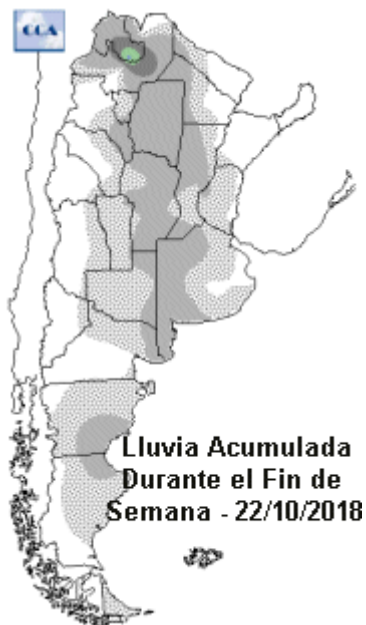 CCA
Lluvia Acumulada
Durante el Fin de
Semana - 22/10/2018